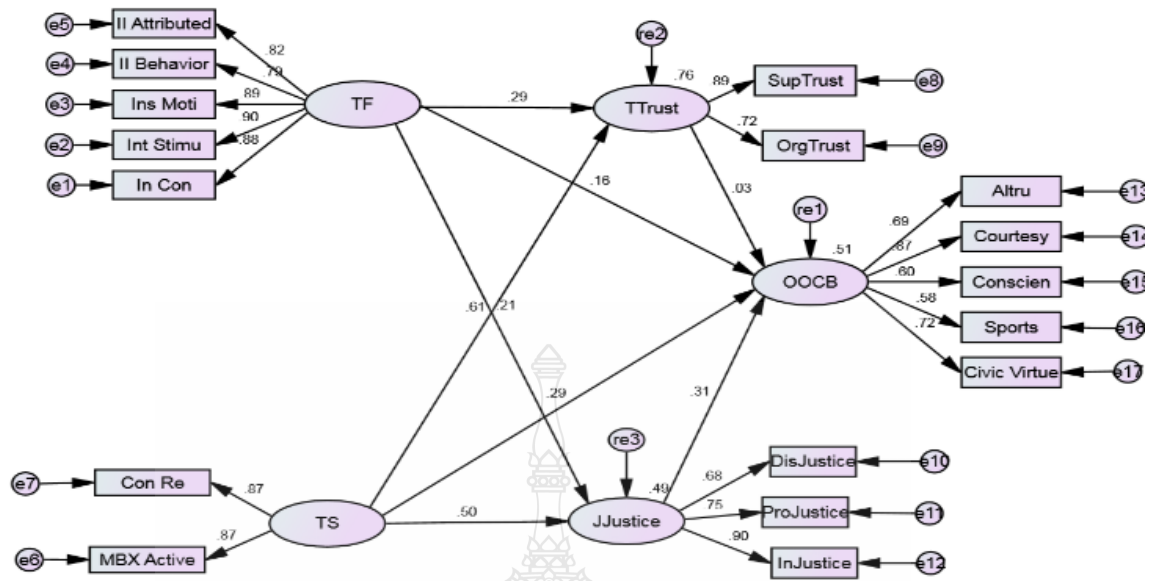 e5
II Attributed
e4
II Behavior
e3
Ins Moti
e2
Int Stimu
e1
In Con
.82
.79
.89
.90
.88
TF
.29
re2
.76
TTrust
.89
SupTrust
e8
.72
OrgTrust
e9
.16
.03
re1
.51
OOCB
.69
Altru
e13
.87
Courtesy
e14
.60
Conscien
e15
.58
Sports
e16
.72
Civic Virtue
e17
.61
.21
.29
.31
e7
Con Re
.87
e6
MBX Active
.87
TS
.50
re3
.49
JJustice
.68
DisJustice
e10
.75
ProJustice
e11
.90
InJustice
e12